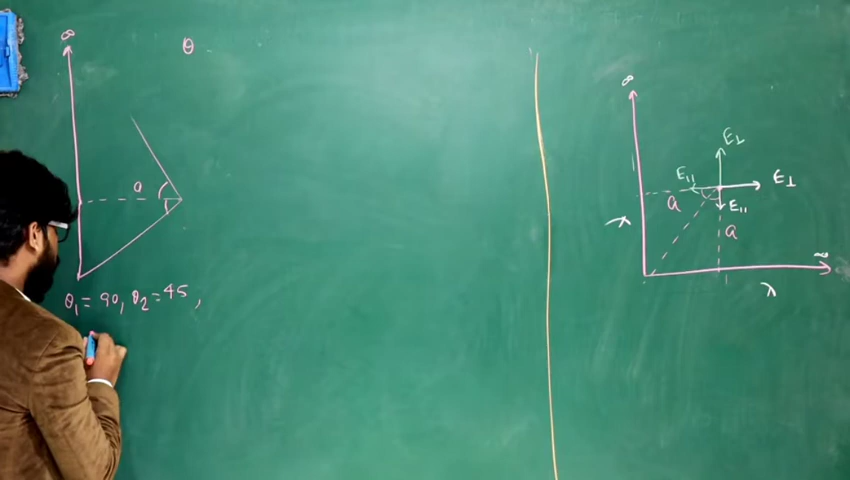 ∞
θ
a
θ₁ = 90, θ₂ = 45,
∞
E⊥
E||
E⊥
a
E||
λ
a
∞
λ